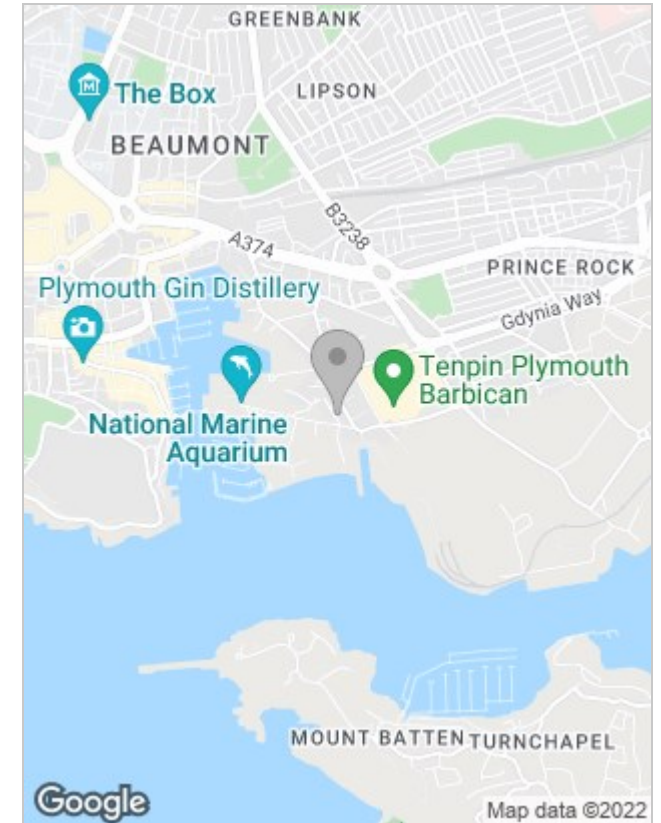 GREENBANK
The Box
LIPSON
BEAUMONT
B3238
A374
PRINCE ROCK
Plymouth Gin Distillery
Gdynia Way
Tenpin Plymouth
Barbican
National Marine
Aquarium
MOUNT BATTEN
TURNCHAPEL
Google
Map data ©2022